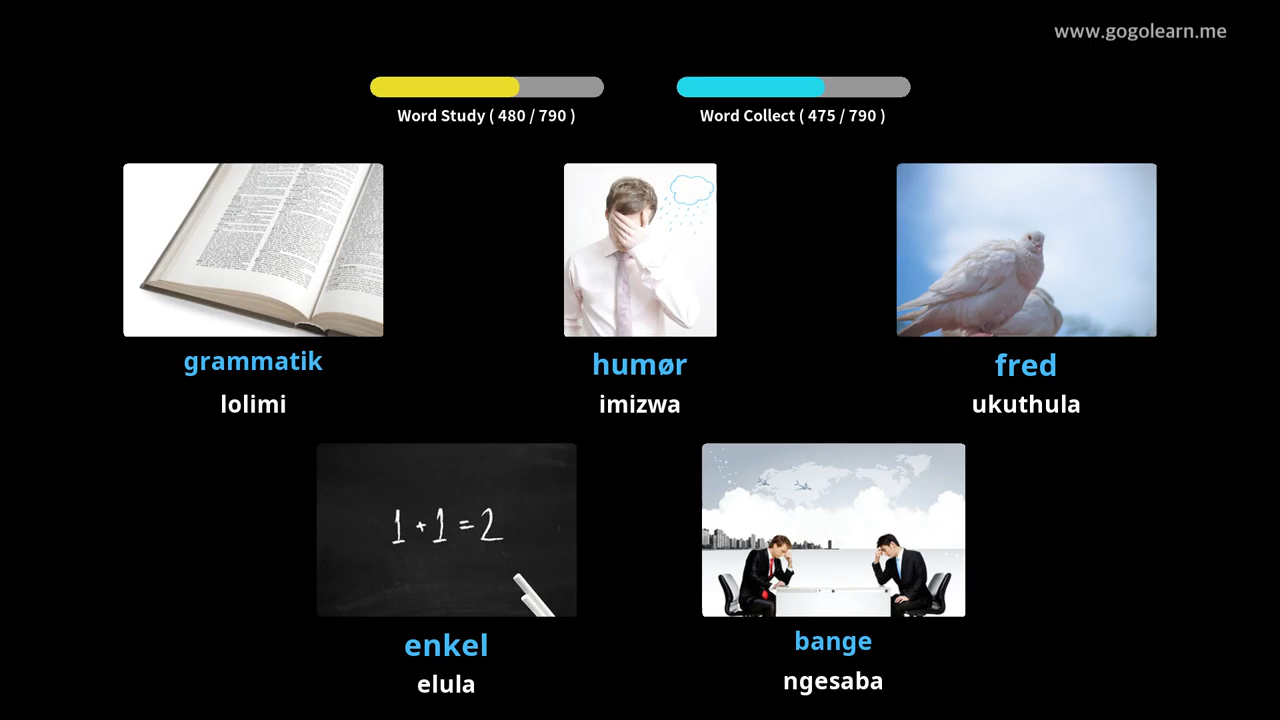 www.gogolearn.me
Word Study ( 480 / 790 )
Word Collect ( 475 / 790 )
grammatik
lolimi
humør
imizwa
fred
ukuthula
1 + 1 = 2
enkel
elula
bange
ngesaba